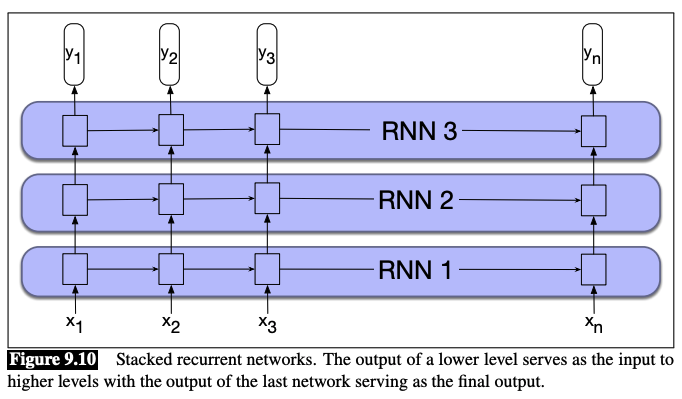 y1 y2 y3 yn
RNN 3
RNN 2
RNN 1
x1 x2 x3 xn
Figure 9.10 Stacked recurrent networks. The output of a lower level serves as the input to
higher levels with the output of the last network serving as the final output.